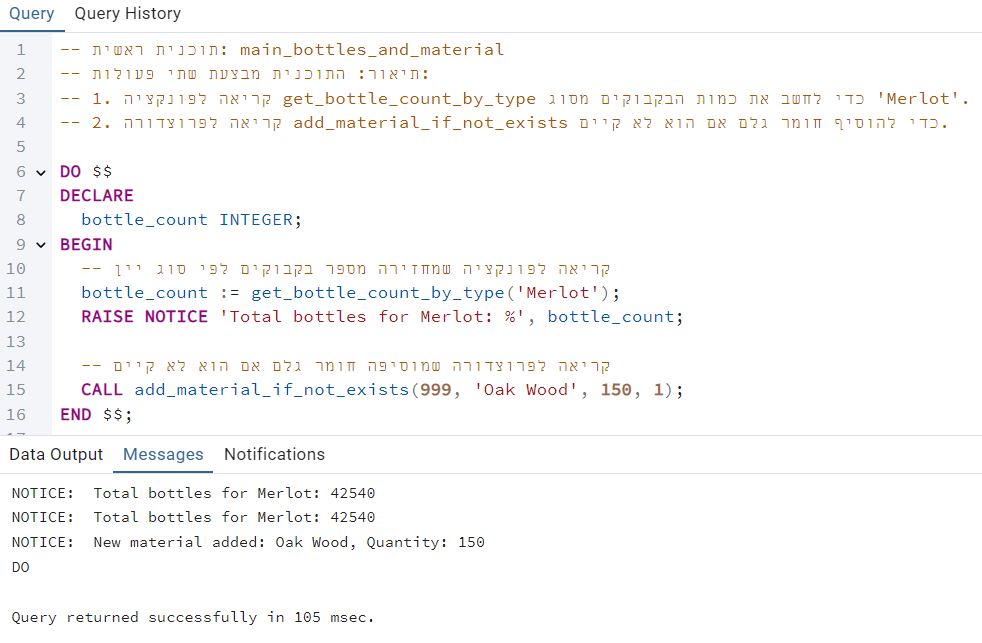 Query Query History
1 -- תוכנית ראשית: main_bottles_and_material
2 -- תיאור: התוכנית מבצעת שתי פעולות:
3 -- 1. קריאה לפונקציה get_bottle_count_by_type כדי לחשב את כמות הבקבוקים מסוג 'Merlot'.
4 -- 2. קריאה לפרוצדורה add_material_if_not_exists כדי להוסיף חומר גלם אם הוא לא קיים.
5
6 DO $$
7 DECLARE
8 bottle_count INTEGER;
9 BEGIN
10 -- קריאה לפונקציה שמחזירה מספר בקבוקים לפי סוג יין
11 bottle_count := get_bottle_count_by_type('Merlot');
12 RAISE NOTICE 'Total bottles for Merlot: %', bottle_count;
13
14 -- קריאה לפרוצדורה שמוסיפה חומר גלם אם הוא לא קיים
15 CALL add_material_if_not_exists(999, 'Oak Wood', 150, 1);
16 END $$;
Data Output Messages Notifications
NOTICE: Total bottles for Merlot: 42540
NOTICE: Total bottles for Merlot: 42540
NOTICE: New material added: Oak Wood, Quantity: 150
DO
Query returned successfully in 105 msec.